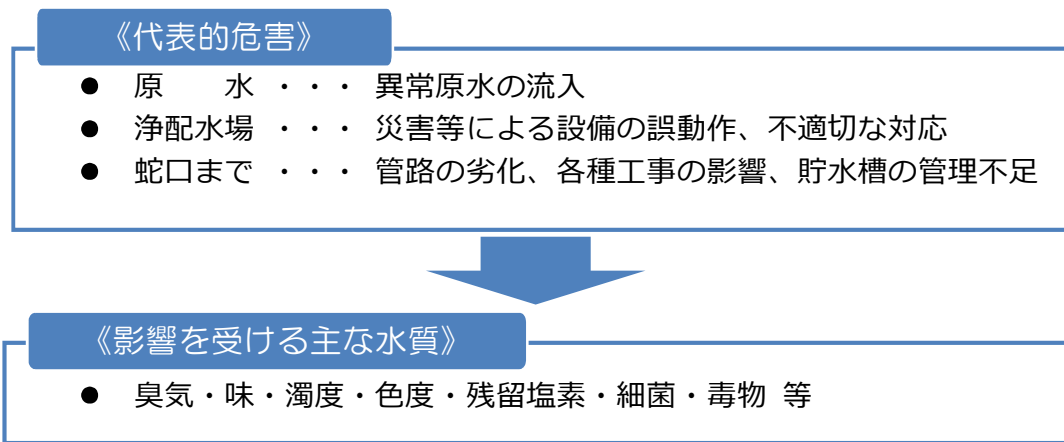 《代表的危害》
● 原　　水 ・・・ 異常原水の流入
● 浄配水場 ・・・ 災害等による設備の誤動作、不適切な対応
● 蛇口まで ・・・ 管路の劣化、各種工事の影響、貯水槽の管理不足
《影響を受ける主な水質》
● 臭気・味・濁度・色度・残留塩素・細菌・毒物 等